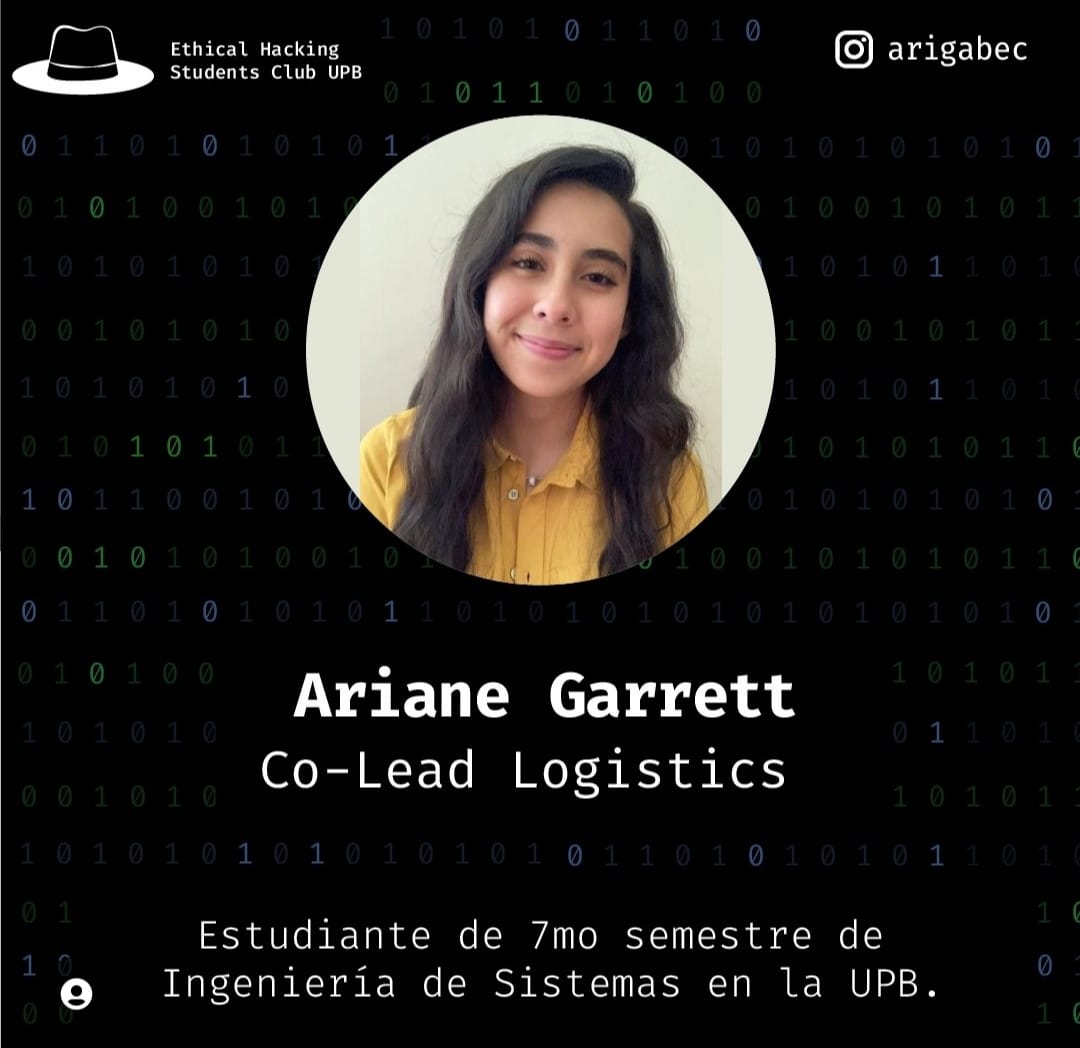 Ethical Hacking
Students Club UPB
arigabec
Ariane Garrett
Co-Lead Logistics
Estudiante de 7mo semestre de
Ingeniería de Sistemas en la UPB.